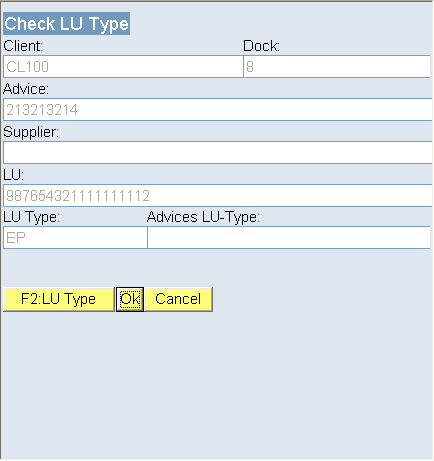 Check LU Type
Client: Dock:
CL100 8
Advice:
213213214
Supplier:
LU:
987654321111111112
LU Type: Advices LU-Type:
EP
F2:LU Type Ok Cancel